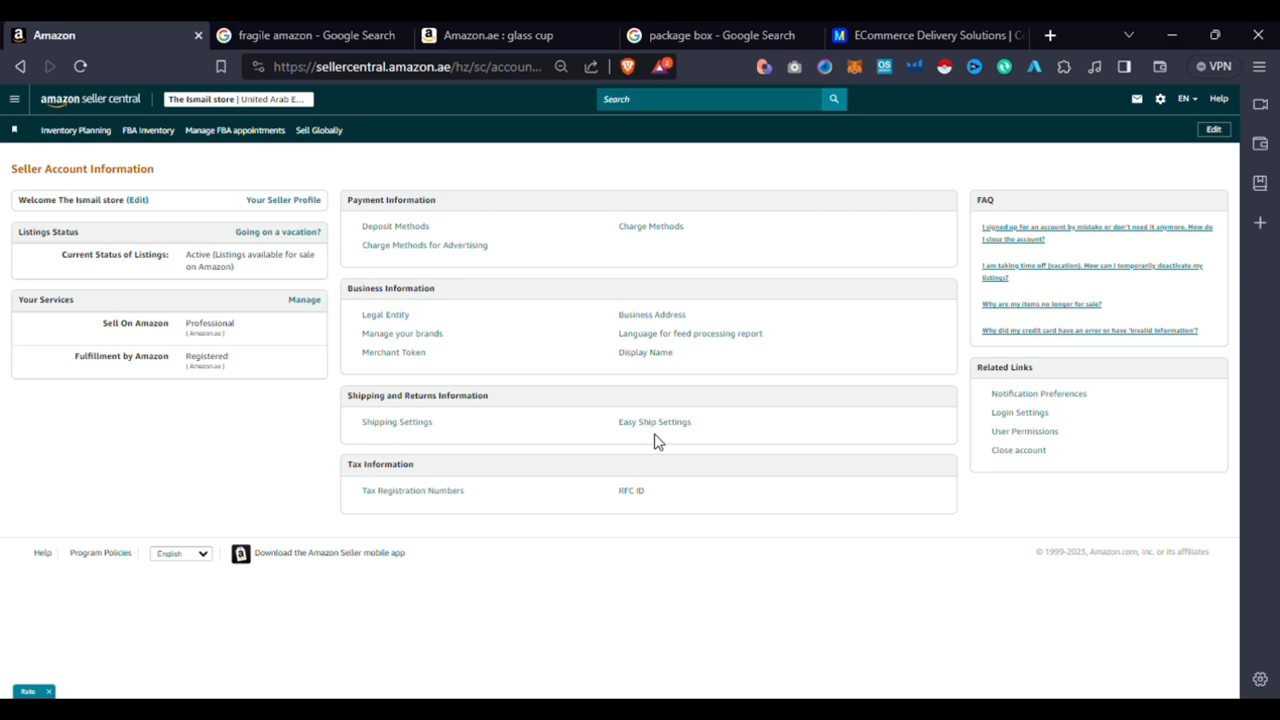 Amazon
fragile amazon - Google Search
Amazon.ae : glass cup
package box - Google Search
ECommerce Delivery Solutions |
https://sellercentral.amazon.ae/hz/sc/accoun...
2
VPN
amazon seller central
The Ismail store | United Arab E...
Search
EN
Help
Inventory Planning
FBA Inventory
Manage FBA appointments
Sell Globally
Edit
Seller Account Information
Welcome The Ismail store (Edit)
Your Seller Profile
Listings Status
Going on a vacation?
Current Status of Listings:
Active (Listings available for sale
on Amazon)
Your Services
Manage
Sell On Amazon
Professional
( Amazon.ae )
Fulfillment by Amazon
Registered
( Amazon.ae )
Payment Information
Deposit Methods
Charge Methods
Charge Methods for Advertising
Business Information
Legal Entity
Business Address
Manage your brands
Language for feed processing report
Merchant Token
Display Name
Shipping and Returns Information
Shipping Settings
Easy Ship Settings
Tax Information
Tax Registration Numbers
RFC ID
FAQ
I signed up for an account by mistake or don't need it anymore. How do
I close the account?
I am taking time off (vacation). How can I temporarily deactivate my
listings?
Why are my items no longer for sale?
Why did my credit card have an error or have 'Invalid Information'?
Related Links
Notification Preferences
Login Settings
User Permissions
Close account
Help
Program Policies
English
Download the Amazon Seller mobile app
© 1999-2023, Amazon.com, Inc. or its affiliates
Rate